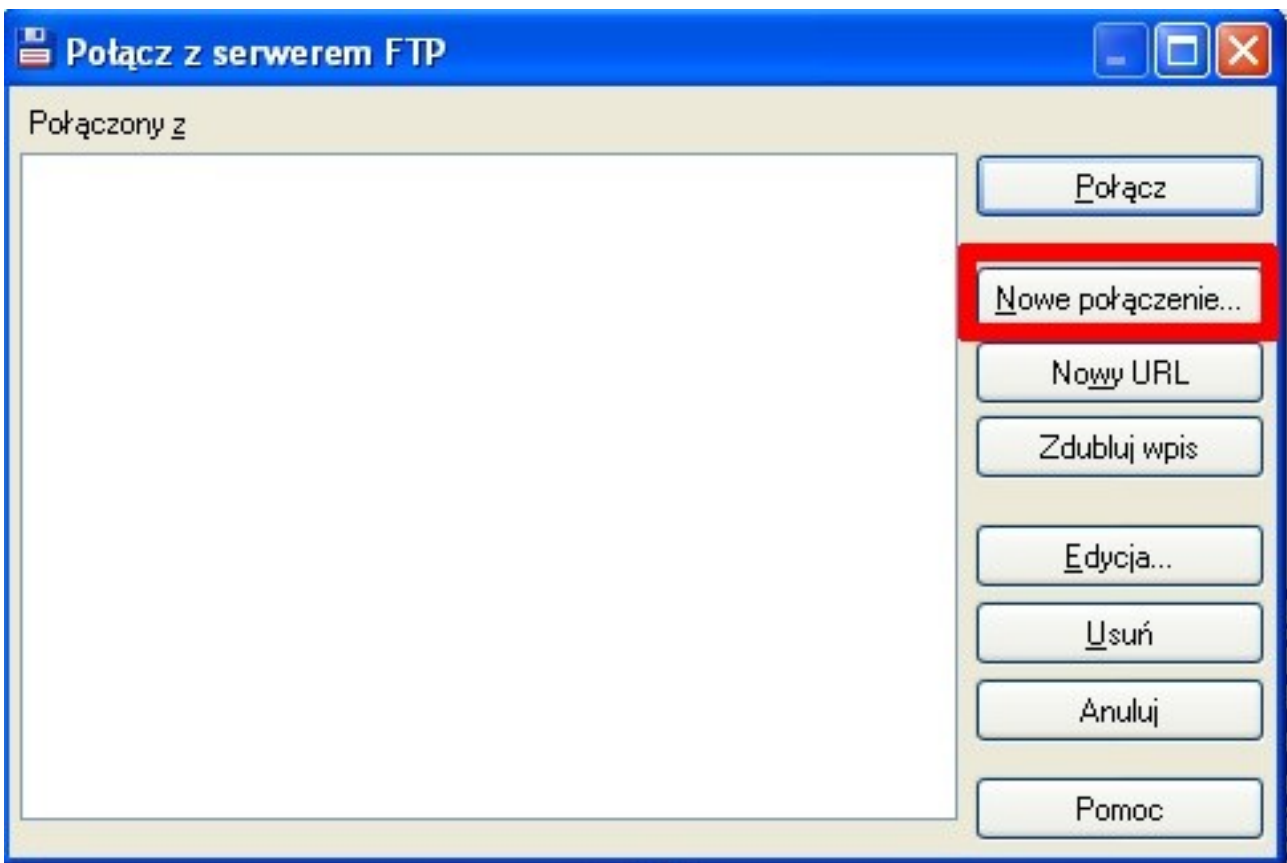 Połącz z serwerem FTP
Połączony z
Połącz
Nowe połączenie...
Nowy URL
Zdubluj wpis
Edycja...
Usuń
Anuluj
Pomoc